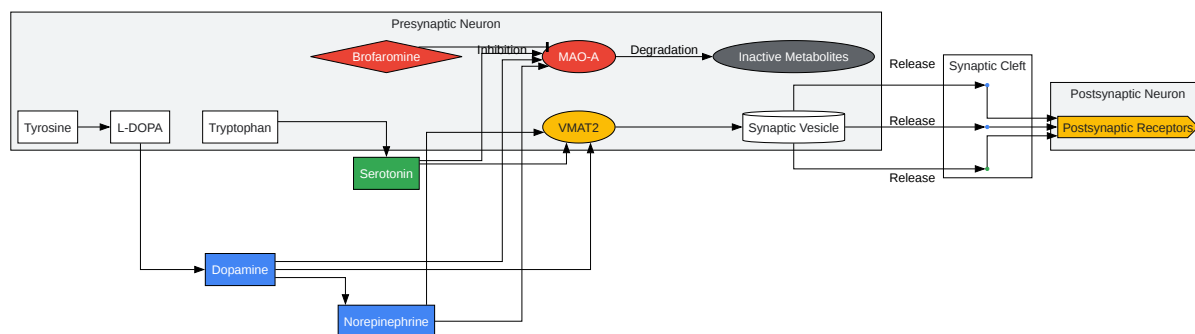 Presynaptic Neuron
Brofaromine
Inhibition
MAO-A
Degradation
Inactive Metabolites
Release
Synaptic Cleft
Postsynaptic Neuron
Tyrosine
L-DOPA
Tryptophan
VMAT2
Synaptic Vesicle
Release
Postsynaptic Receptors
Serotonin
Release
Dopamine
Norepinephrine